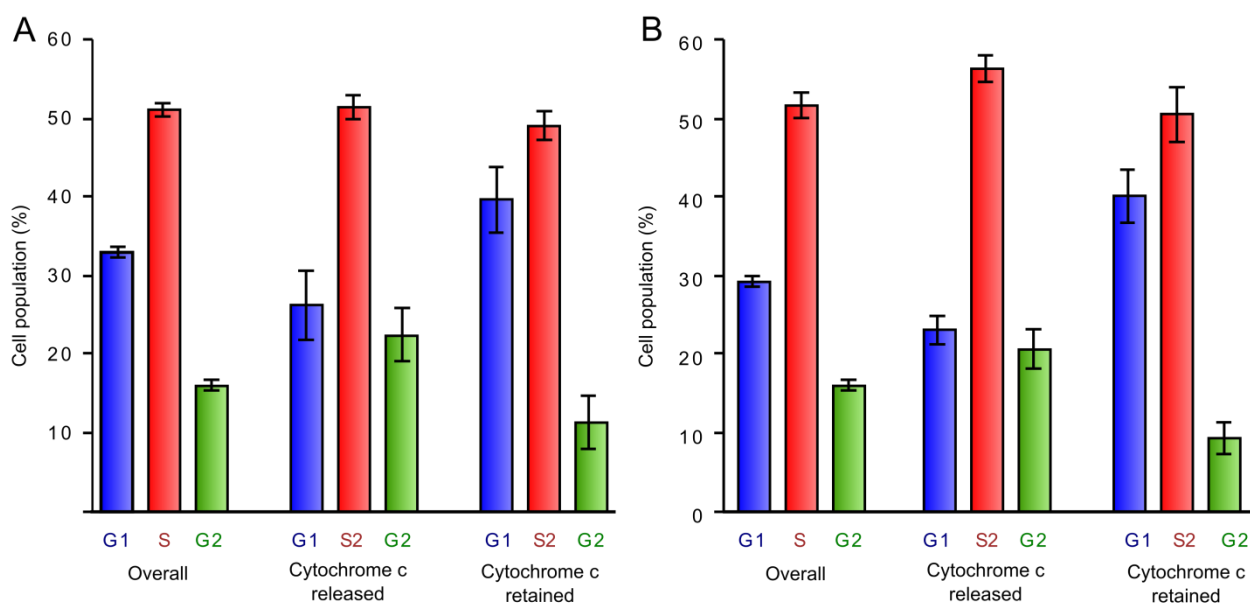 A
60
50
40
30
20
10
Cell population (%)
G1 S G2
Overall
G1 S2 G2
Cytochrome c
released
G1 S2 G2
Cytochrome c
retained
B
60
50
40
30
20
10
0
Cell population (%)
G1 S G2
Overall
G1 S2 G2
Cytochrome c
released
G1 S2 G2
Cytochrome c
retained